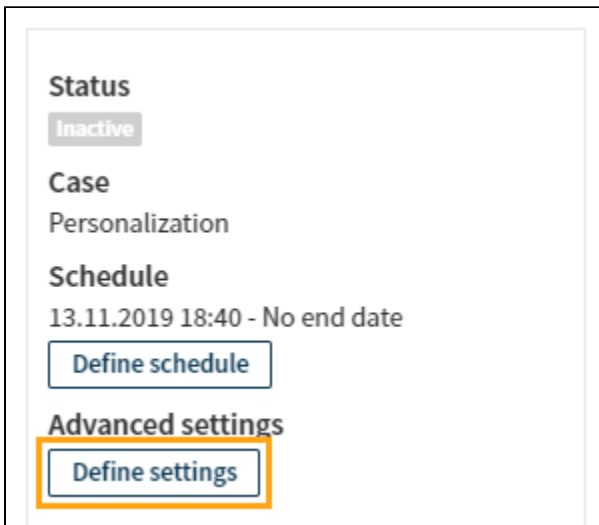 Status
Inactive
Case
Personalization
Schedule
13.11.2019 18:40 - No end date
Define schedule
Advanced settings
Define settings